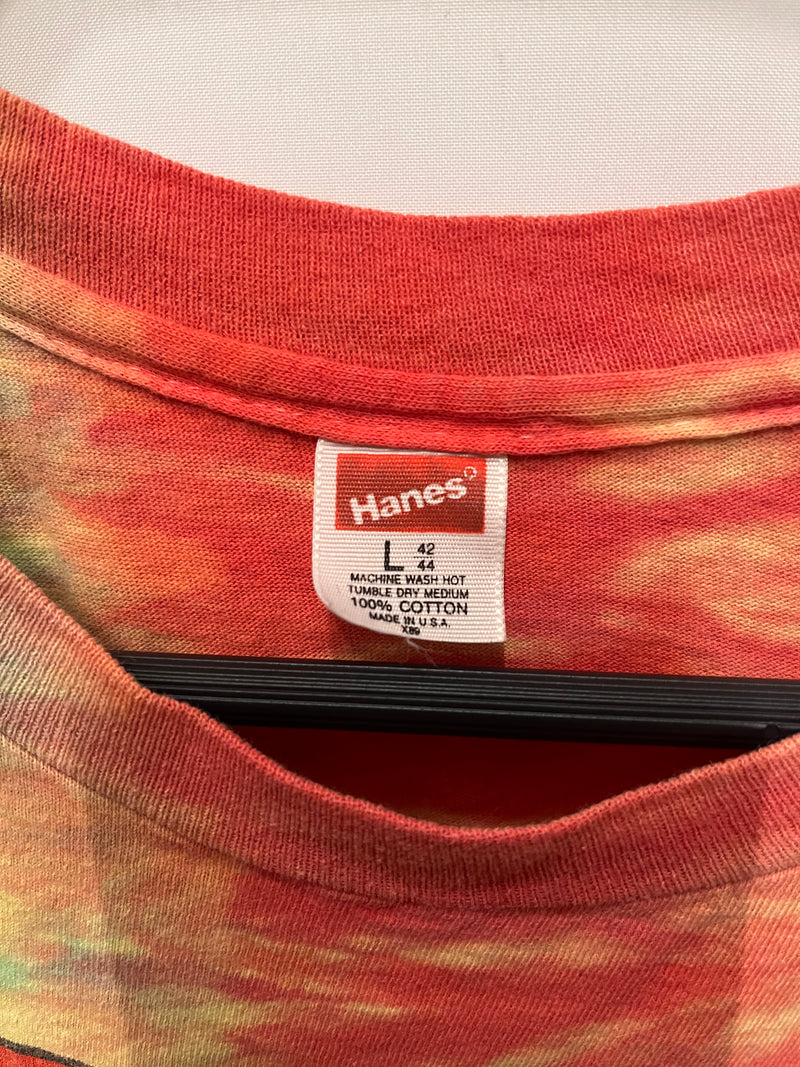 Hanes
L 42/44
MACHINE WASH HOT
TUMBLE DRY MEDIUM
100% COTTON
MADE IN U.S.A.
X89